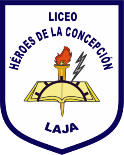 LICEO
HÉROES DE LA CONCEPCIÓN
LAJA